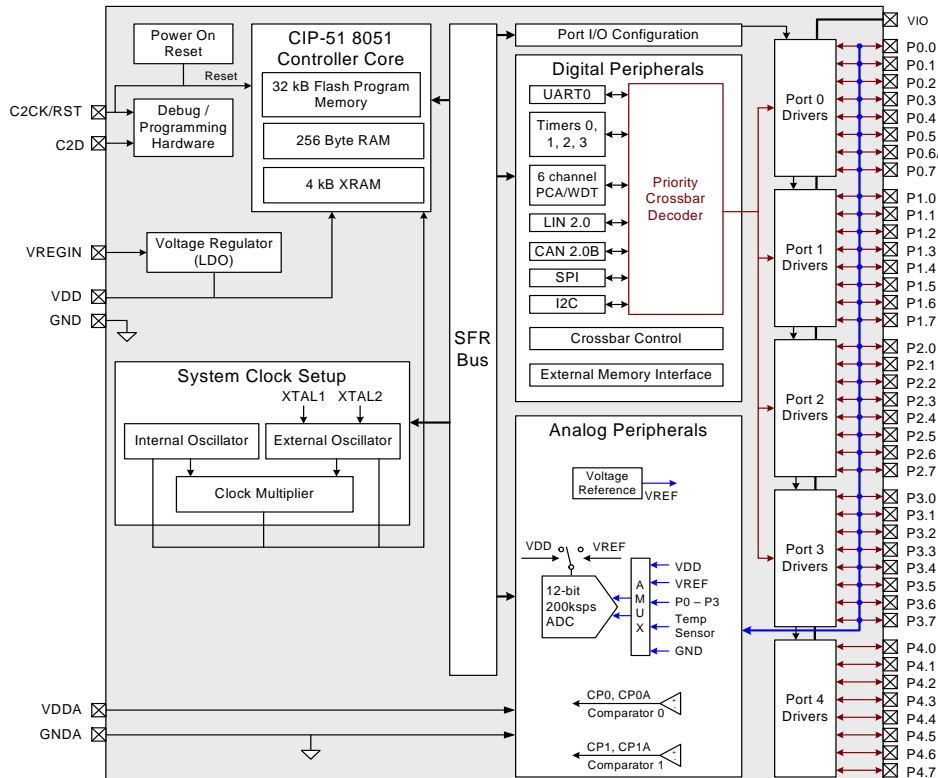 Power On
Reset
Reset
C2CK/RST
Debug /
Programming
Hardware
C2D
CIP-51 8051
Controller Core
32 kB Flash Program
Memory
256 Byte RAM
4 kB XRAM
VREGIN
Voltage Regulator
(LDO)
VDD
GND
System Clock Setup
XTAL1 XTAL2
Internal Oscillator
External Oscillator
Clock Multiplier
VDDA
GNDA
SFR
Bus
Port I/O Configuration
Digital Peripherals
UART0
Timers 0,
1, 2, 3
6 channel
PCA/WDT
LIN 2.0
CAN 2.0B
SPI
I2C
Priority
Crossbar
Decoder
Crossbar Control
External Memory Interface
Analog Peripherals
Voltage
Reference
VREF
VDD
VREF
12-bit
200ksps
ADC
A
M
U
X
VDD
VREF
P0 – P3
Temp
Sensor
GND
CP0, CP0A
Comparator 0
+
-
CP1, CP1A
Comparator 1
+
-
Port 0
Drivers
Port 1
Drivers
Port 2
Drivers
Port 3
Drivers
Port 4
Drivers
VIO
P0.0
P0.1
P0.2
P0.3
P0.4
P0.5
P0.6
P0.7
P1.0
P1.1
P1.2
P1.3
P1.4
P1.5
P1.6
P1.7
P2.0
P2.1
P2.2
P2.3
P2.4
P2.5
P2.6
P2.7
P3.0
P3.1
P3.2
P3.3
P3.4
P3.5
P3.6
P3.7
P4.0
P4.1
P4.2
P4.3
P4.4
P4.5
P4.6
P4.7